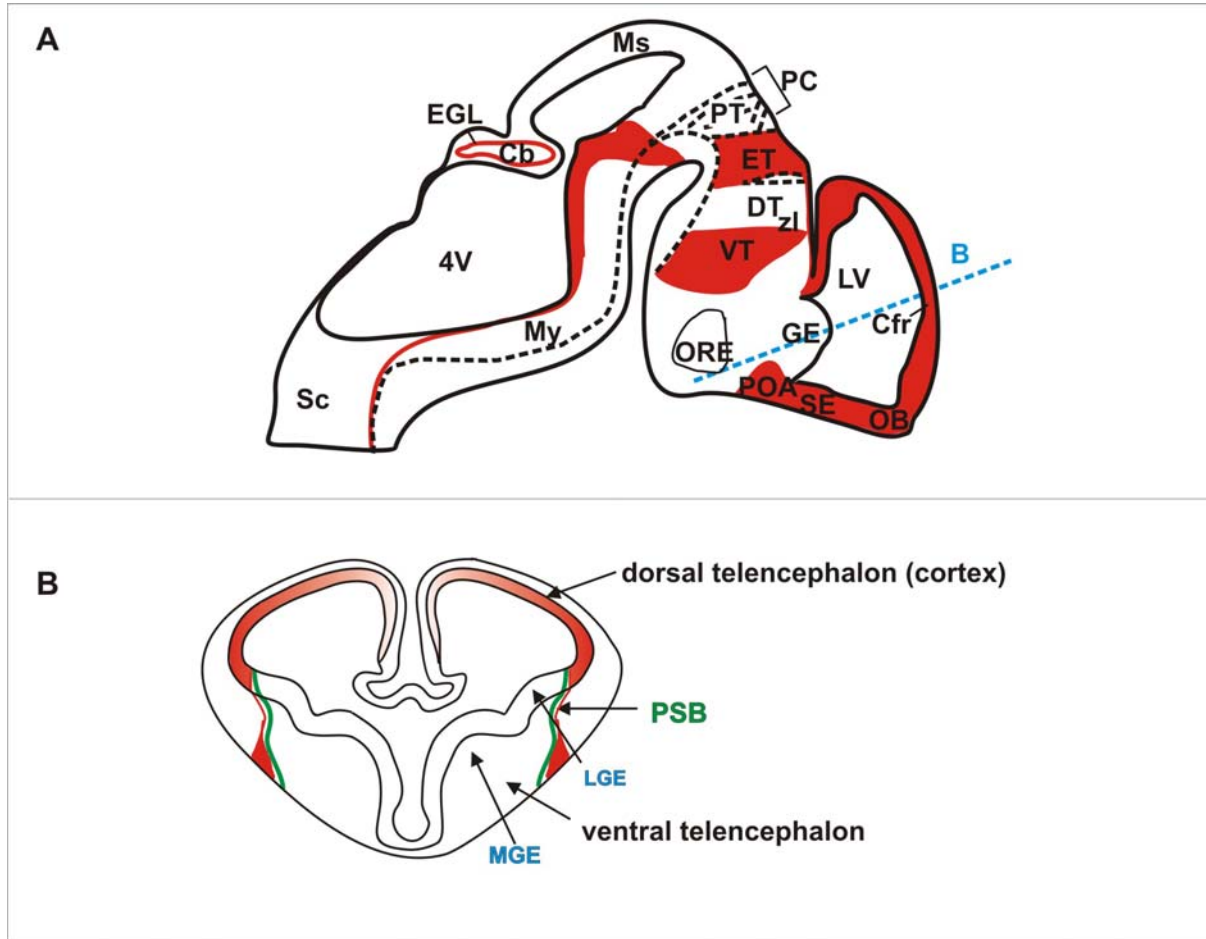 A
Ms
PC
PT
EGL
Cb
ET
DT
zl
VT
4V
LV
B
My
GE
Cfr
ORE
POA
SE
OB
Sc
B
dorsal telencephalon (cortex)
PSB
LGE
ventral telencephalon
MGE